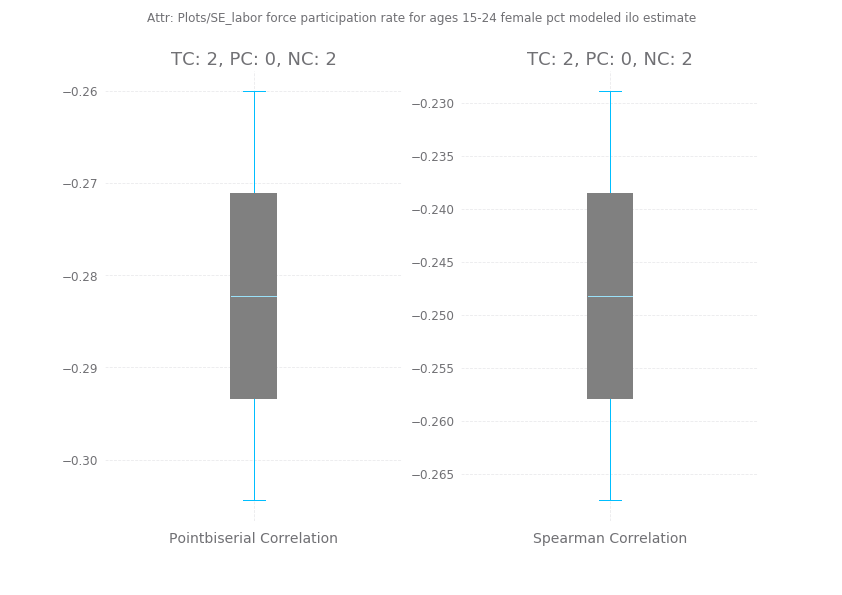 Attr: Plots/SE_labor force participation rate for ages 15-24 female pct modeled ilo estimate
TC: 2, PC: 0, NC: 2
−0.26
−0.27
−0.28
−0.29
−0.30
Pointbiserial Correlation
TC: 2, PC: 0, NC: 2
−0.230
−0.235
−0.240
−0.245
−0.250
−0.255
−0.260
−0.265
Spearman Correlation